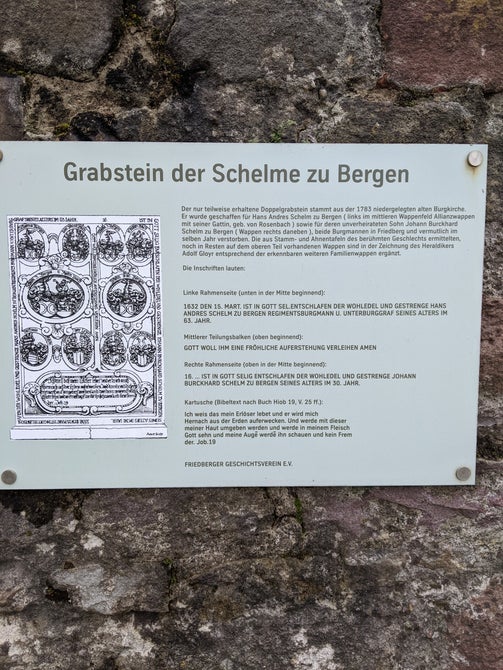 Grabstein der Schelme zu Bergen
Der nur teilweise erhaltene Doppelgrabstein stammt aus der 1783 niedergelegten alten Burgkirche.
Er wurde geschaffen für Hans Andres Schelm zu Bergen ( links im mittleren Wappenfeld Allianzwappen
mit seiner Gattin, geb. von Rosenbach) sowie für deren unverheirateten Sohn Johann Burckhard
Schelm zu Bergen ( Wappen rechts daneben ), beide Burgmannen in Friedberg und vermutlich im
selben Jahr verstorben. Die aus Stamm- und Ahnentafeln des berühmten Geschlechts ermittelten,
noch in Resten auf dem oberen Teil vorhandenen Wappen sind in der Zeichnung des Heraldikers
Adolf Gloyr entsprechend der erkennbaren weiteren Familienwappen ergänzt.
Die Inschriften lauten:
Linke Rahmenseite (unten in der Mitte beginnend):
1632 DEN 15. MART. IST IN GOTT SEL.ENTSCHLAFEN DER WOHLEDEL UND GESTRENGE HANS
ANDRES SCHELM ZU BERGEN REGIMENTSBURGMANN U. UNTERBURGGRAF SEINES ALTERS IM
63. JAHR.
Mittlerer Teilungsbalken (oben beginnend):
GOTT WOLL IHM EINE FRÖHLICHE AUFERSTEHUNG VERLEIHEN AMEN
Rechte Rahmenseite (oben in der Mitte beginnend):
16. ... IST IN GOTT SELIG ENTSCHLAFEN DER WOHLEDEL UND GESTRENGE JOHANN
BURCKHARD SCHELM ZU BERGEN SEINES ALTERS IM 30. JAHR.
Kartusche (Bibeltext nach Buch Hiob 19, V. 25 ff.):
Ich weis das mein Erlöser lebet und er wird mich
Hernach aus der Erden auferwecken. Und werde mit dieser
meiner Haut umgeben werden und werde in meinem Fleisch
Gott sehn und meine Auge werde ihn schauen und kein Frem
der. Job.19
FRIEDBERGER GESCHICHTSVEREIN E.V.